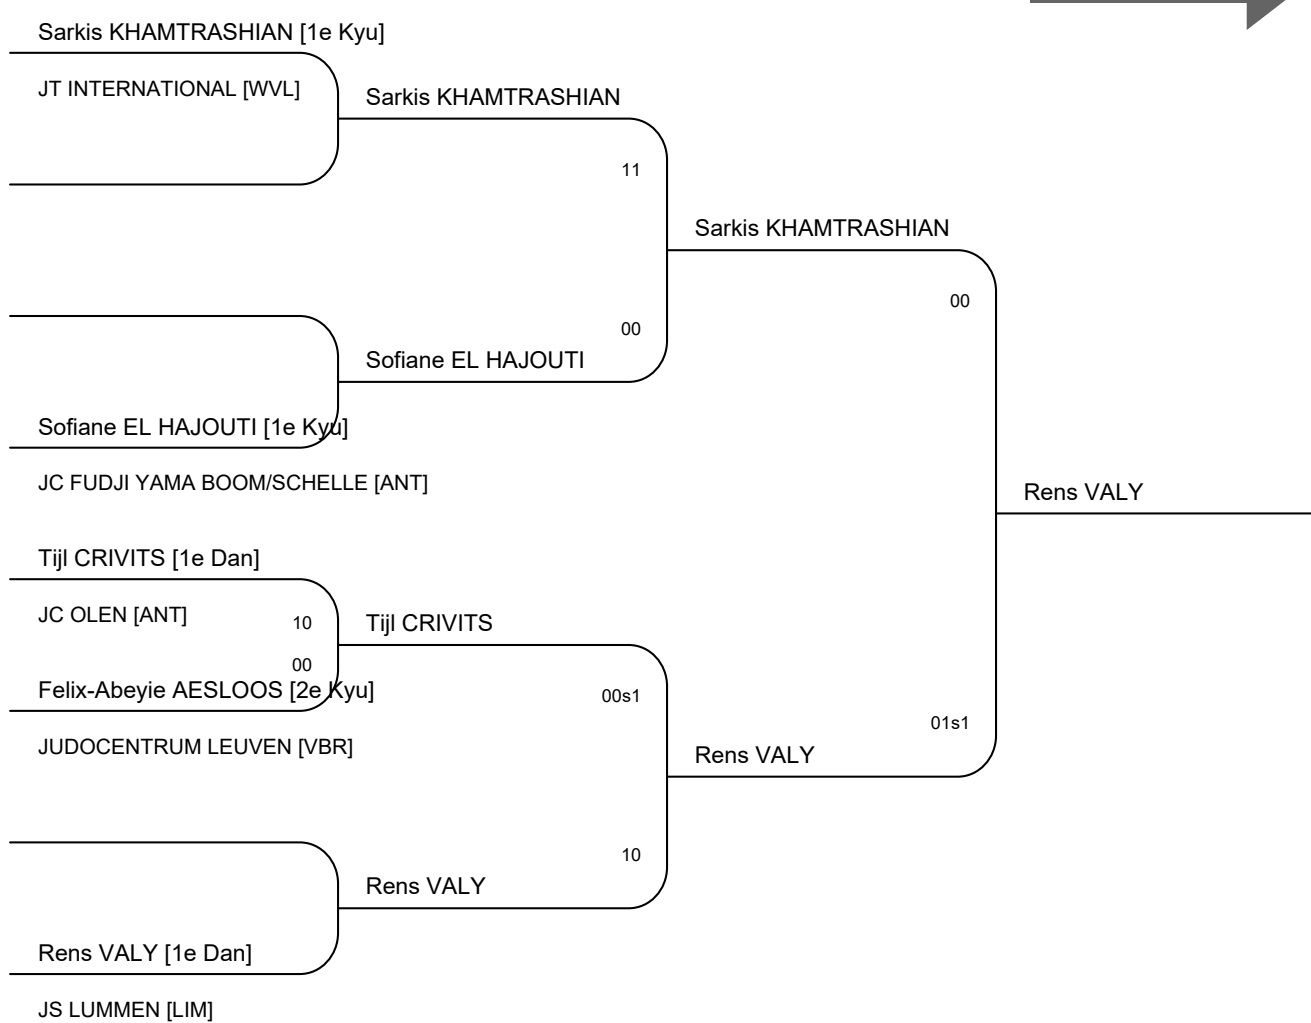 Sarkis KHAMTRASHIAN [1e Kyu]
JT INTERNATIONAL [WVL]
Sarkis KHAMTRASHIAN
11
Sarkis KHAMTRASHIAN
00
00
Sofiane EL HAJOUTI
Sofiane EL HAJOUTI [1e Kyu]
JC FUDJI YAMA BOOM/SCHELLE [ANT]
Rens VALY
Tijl CRIVITS [1e Dan]
JC OLEN [ANT]
10
Tijl CRIVITS
00
Felix-Abeyie AESLOOS [2e Kyu]
00s1
JUDOCENTRUM LEUVEN [VBR]
01s1
Rens VALY
10
Rens VALY
Rens VALY [1e Dan]
JS LUMMEN [LIM]